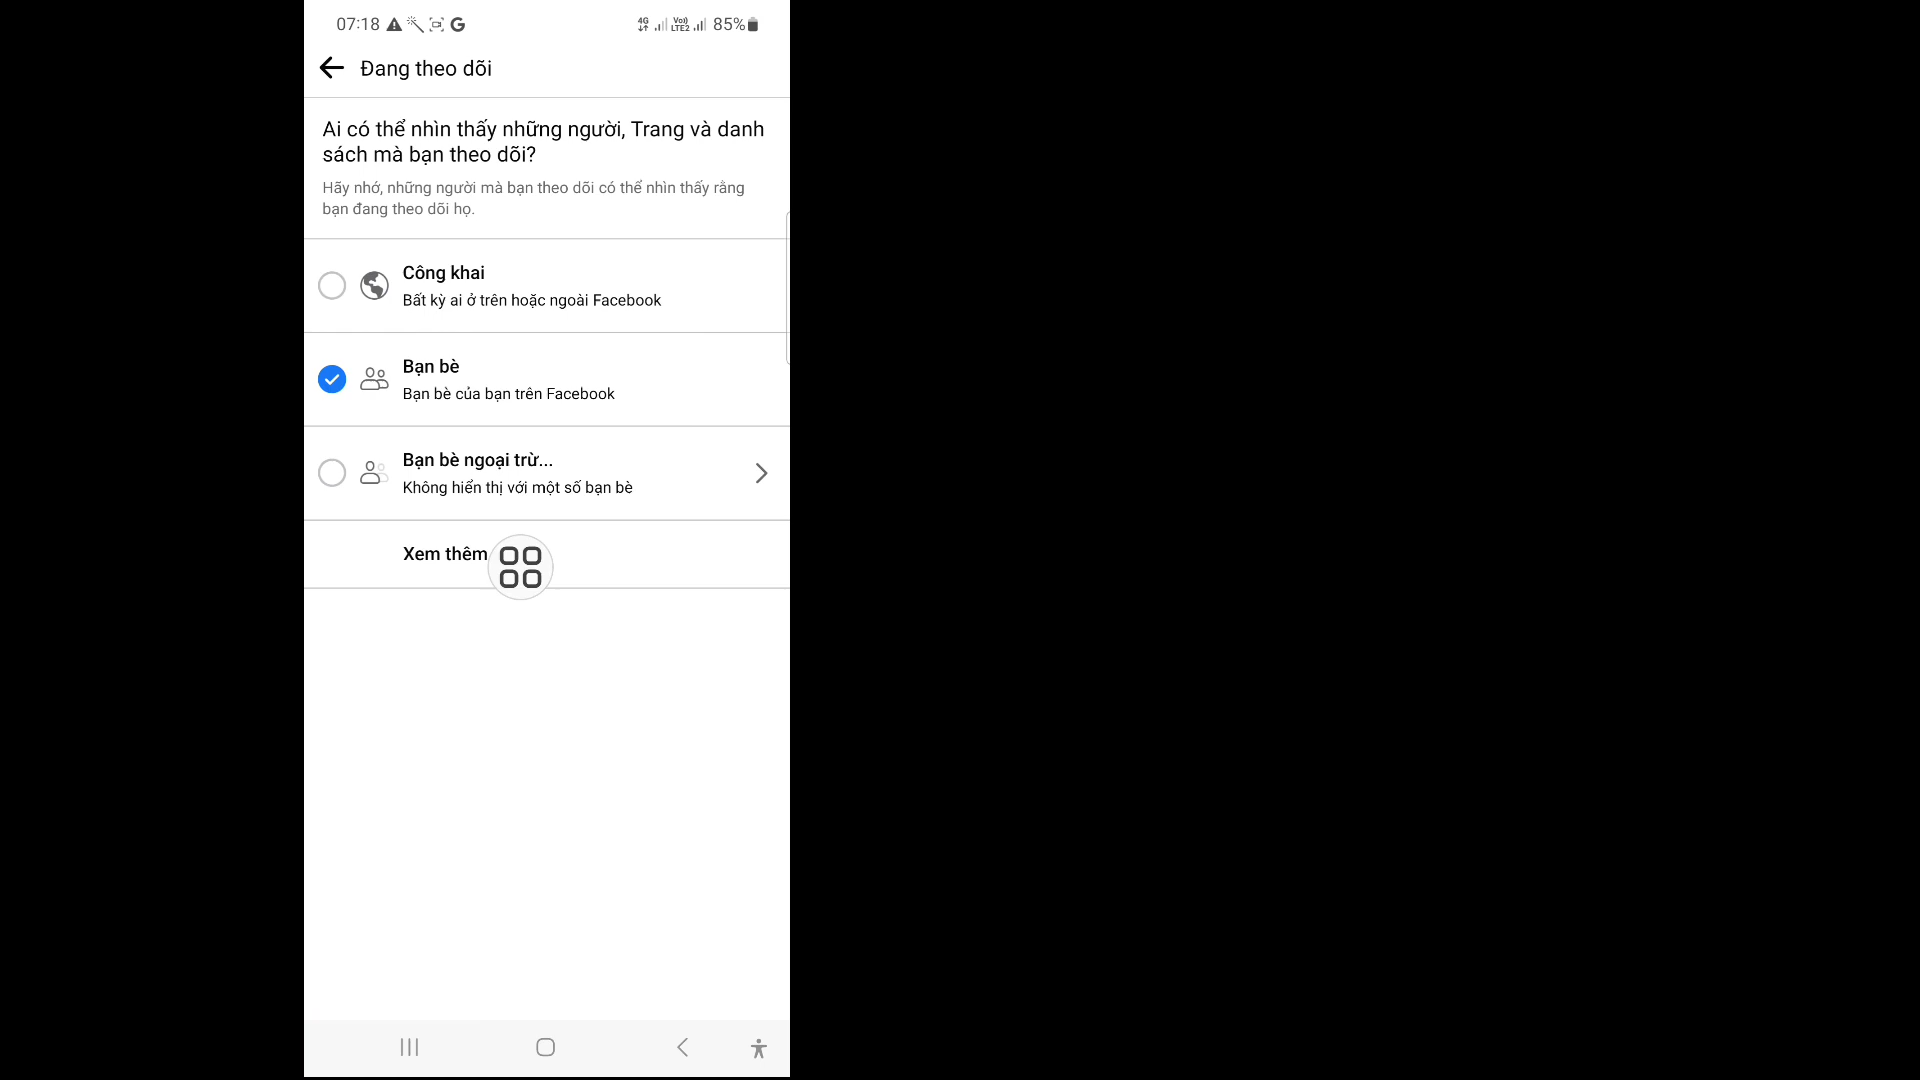 07:18 4G Vo)) LTE2 85%
Đang theo dõi
Ai có thể nhìn thấy những người, Trang và danh
sách mà bạn theo dõi?
Hãy nhớ, những người mà bạn theo dõi có thể nhìn thấy rằng
bạn đang theo dõi họ.
Công khai
Bất kỳ ai ở trên hoặc ngoài Facebook
Bạn bè
Bạn bè của bạn trên Facebook
Bạn bè ngoại trừ...
Không hiển thị với một số bạn bè
Xem thêm